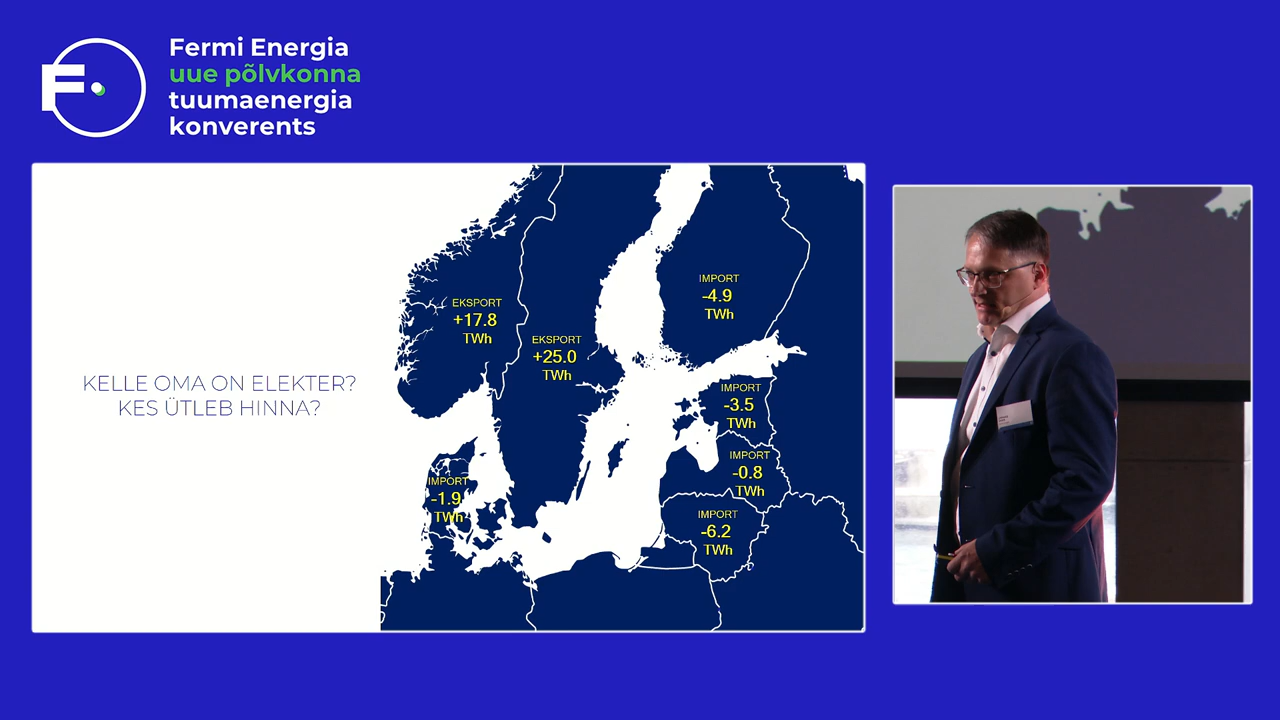 Fermi Energia
uue põlvkonna
tuumaenergia
konverents
KELLE OMA ON ELEKTER?
KES ÜTLEB HINNA?
EKSPORT
+17.8
TWh
EKSPORT
+25.0
TWh
IMPORT
-4.9
TWh
IMPORT
-3.5
TWh
IMPORT
-0.8
TWh
IMPORT
-6.2
TWh
IMPORT
-1.9
TWh